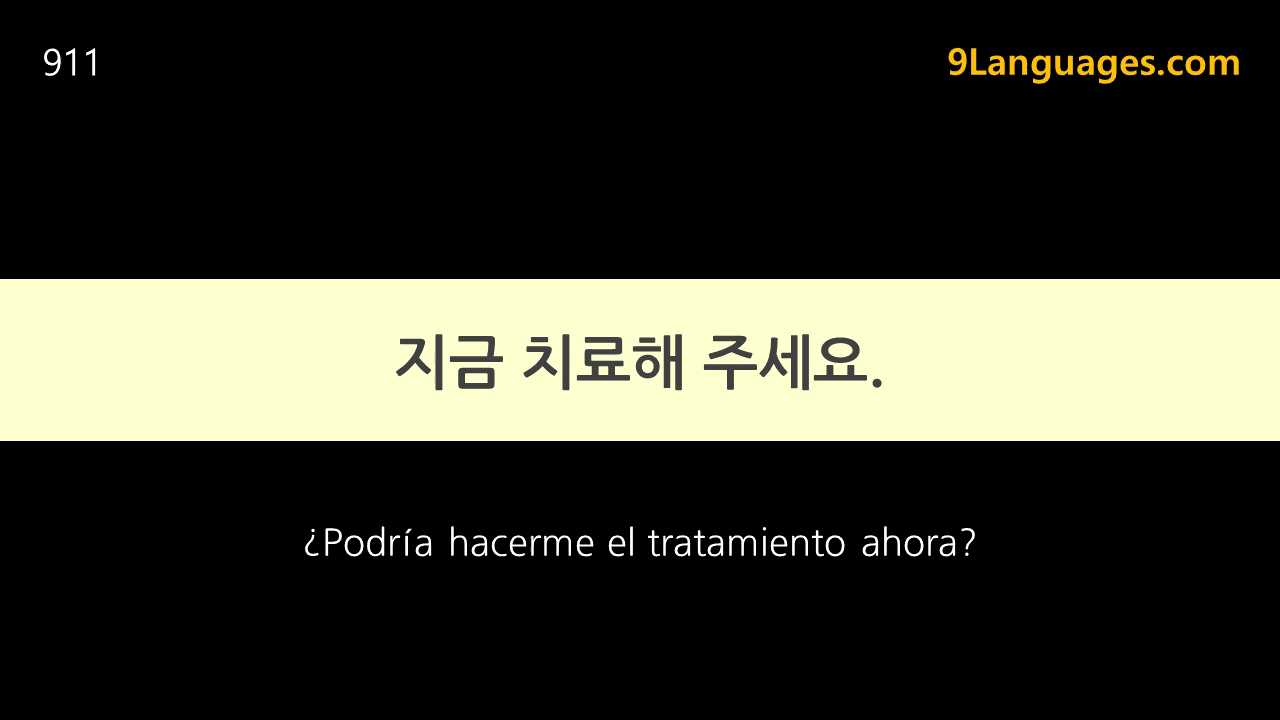 911
9Languages.com
지금 치료해 주세요.
¿Podría hacerme el tratamiento ahora?